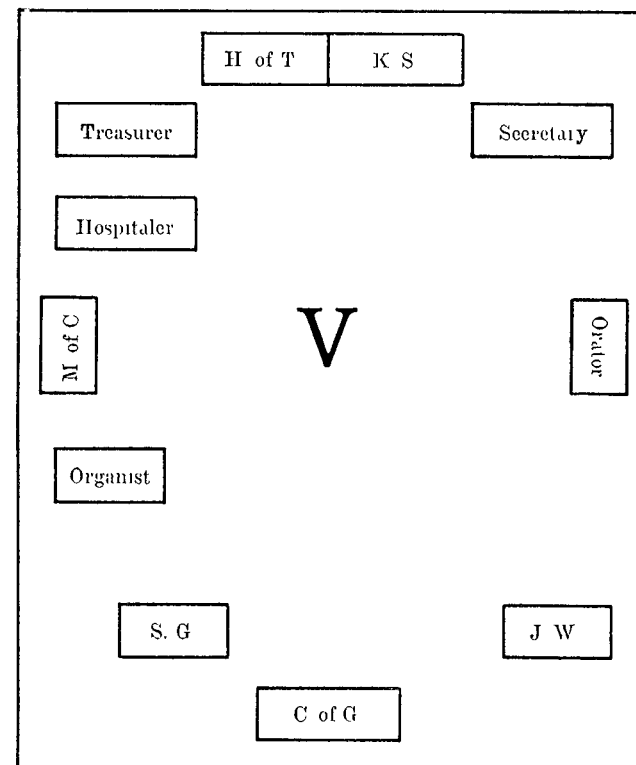 H of T K S
Treasurer Secretary
Hospitaler
M of C V Orator
Organist
S. G J W
C of G